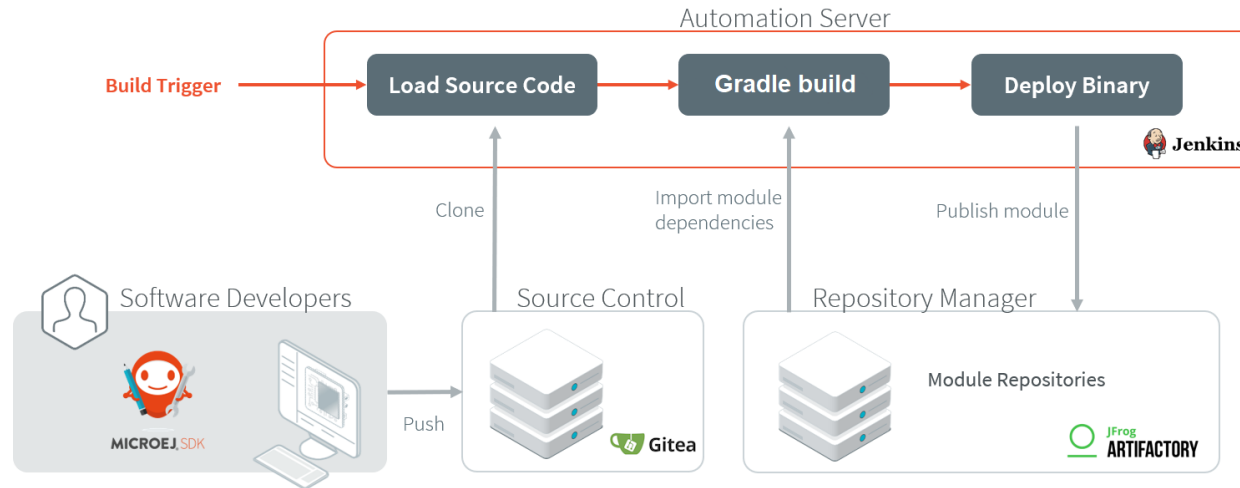 Automation Server
Build Trigger
Load Source Code
Gradle build
Deploy Binary
Jenkins
Clone
Import module
dependencies
Publish module
Software Developers
Source Control
Repository Manager
MICROEJ SDK
Push
Gitea
Module Repositories
JFrog
ARTIFACTORY